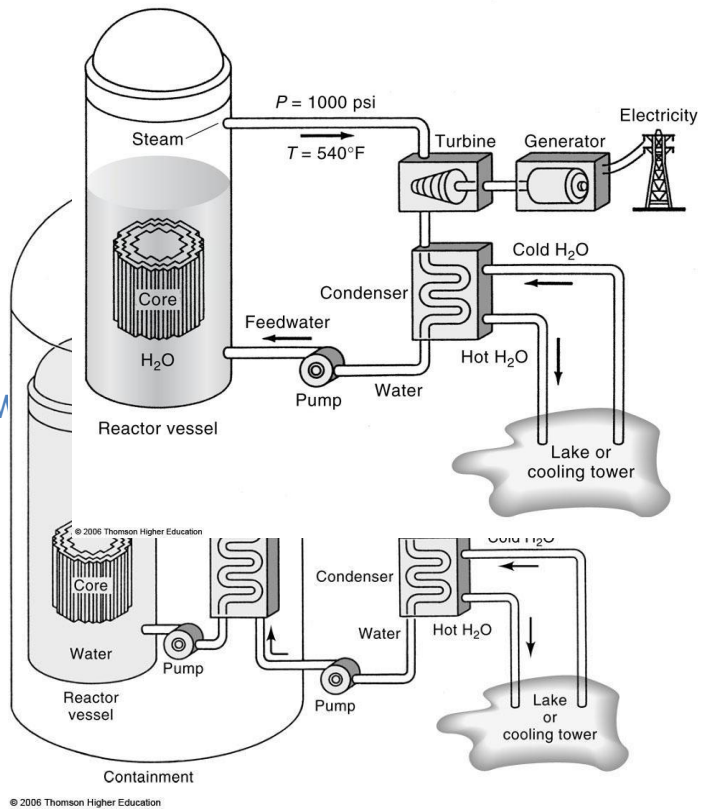 P = 1000 psi
Steam
T = 540°F
Turbine
Generator
Electricity
Cold H₂O
Condenser
Core
Feedwater
H₂O
Hot H₂O
Water
Pump
Reactor vessel
Lake or
cooling tower
© 2006 Thomson Higher Education
Cold H₂O
Condenser
Core
Water
Hot H₂O
Water
Pump
Pump
Reactor
vessel
Lake
or
cooling tower
Containment
© 2006 Thomson Higher Education